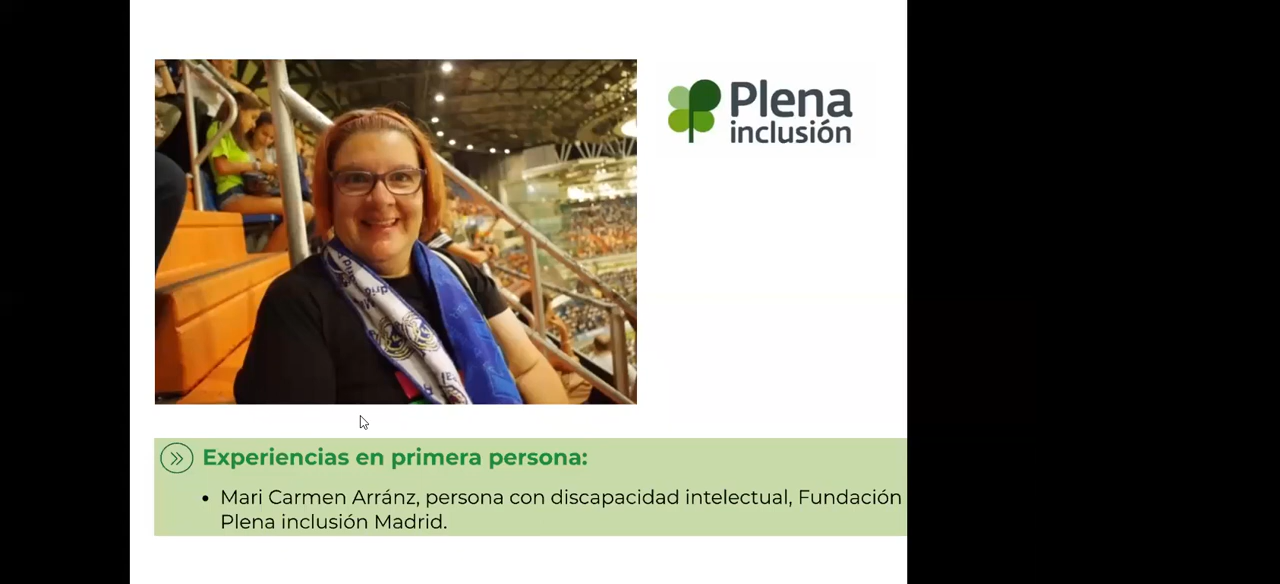 Plena
inclusión
Experiencias en primera persona:
• Mari Carmen Arránz, persona con discapacidad intelectual, Fundación
Plena inclusión Madrid.